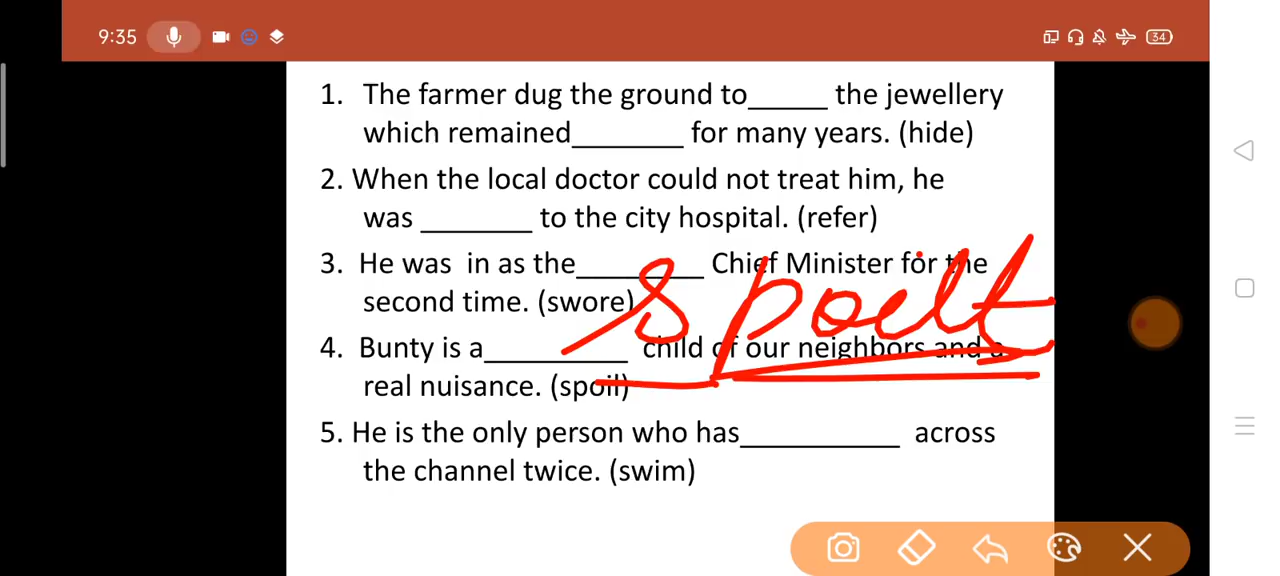 9:35
34
1. The farmer dug the ground to_____ the jewellery
which remained_______ for many years. (hide)
2. When the local doctor could not treat him, he
was _______ to the city hospital. (refer)
3. He was in as the________ Chief Minister for the
second time. (swore)
spoilt
4. Bunty is a_________ child of our neighbors and a
real nuisance. (spoil)
5. He is the only person who has__________ across
the channel twice. (swim)